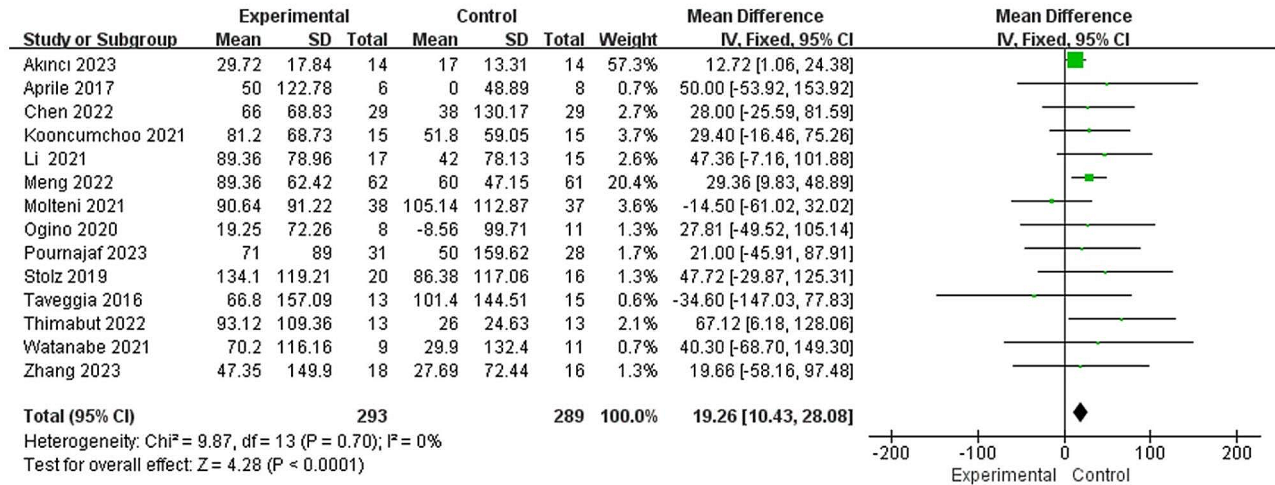 Experimental Control Mean Difference Mean Difference
Study or Subgroup Mean SD Total Mean SD Total Weight IV, Fixed, 95% CI IV, Fixed, 95% CI
Akıncı 2023 29.72 17.84 14 17 13.31 14 57.3% 12.72 [1.06, 24.38]
Aprile 2017 50 122.78 6 0 48.89 8 0.7% 50.00 [-53.92, 153.92]
Chen 2022 66 68.83 29 38 130.17 29 2.7% 28.00 [-25.59, 81.59]
Kooncumchoo 2021 81.2 68.73 15 51.8 59.05 15 3.7% 29.40 [-16.46, 75.26]
Li 2021 89.36 78.96 17 42 78.13 15 2.6% 47.36 [-7.16, 101.88]
Meng 2022 89.36 62.42 62 60 47.15 61 20.4% 29.36 [9.83, 48.89]
Molteni 2021 90.64 91.22 38 105.14 112.87 37 3.6% -14.50 [-61.02, 32.02]
Ogino 2020 19.25 72.26 8 -8.56 99.71 11 1.3% 27.81 [-49.52, 105.14]
Pournajaf 2023 71 89 31 50 159.62 28 1.7% 21.00 [-45.91, 87.91]
Stolz 2019 134.1 119.21 20 86.38 117.06 16 1.3% 47.72 [-29.87, 125.31]
Taveggia 2016 66.8 157.09 13 101.4 144.51 15 0.6% -34.60 [-147.03, 77.83]
Thimabut 2022 93.12 109.36 13 26 24.63 13 2.1% 67.12 [6.18, 128.06]
Watanabe 2021 70.2 116.16 9 29.9 132.4 11 0.7% 40.30 [-68.70, 149.30]
Zhang 2023 47.35 149.9 18 27.69 72.44 16 1.3% 19.66 [-58.16, 97.48]
Total (95% CI) 293 289 100.0% 19.26 [10.43, 28.08]
Heterogeneity: Chi² = 9.87, df = 13 (P = 0.70); I² = 0%
Test for overall effect: Z = 4.28 (P < 0.0001)
-200 -100 0 100 200
Experimental Control